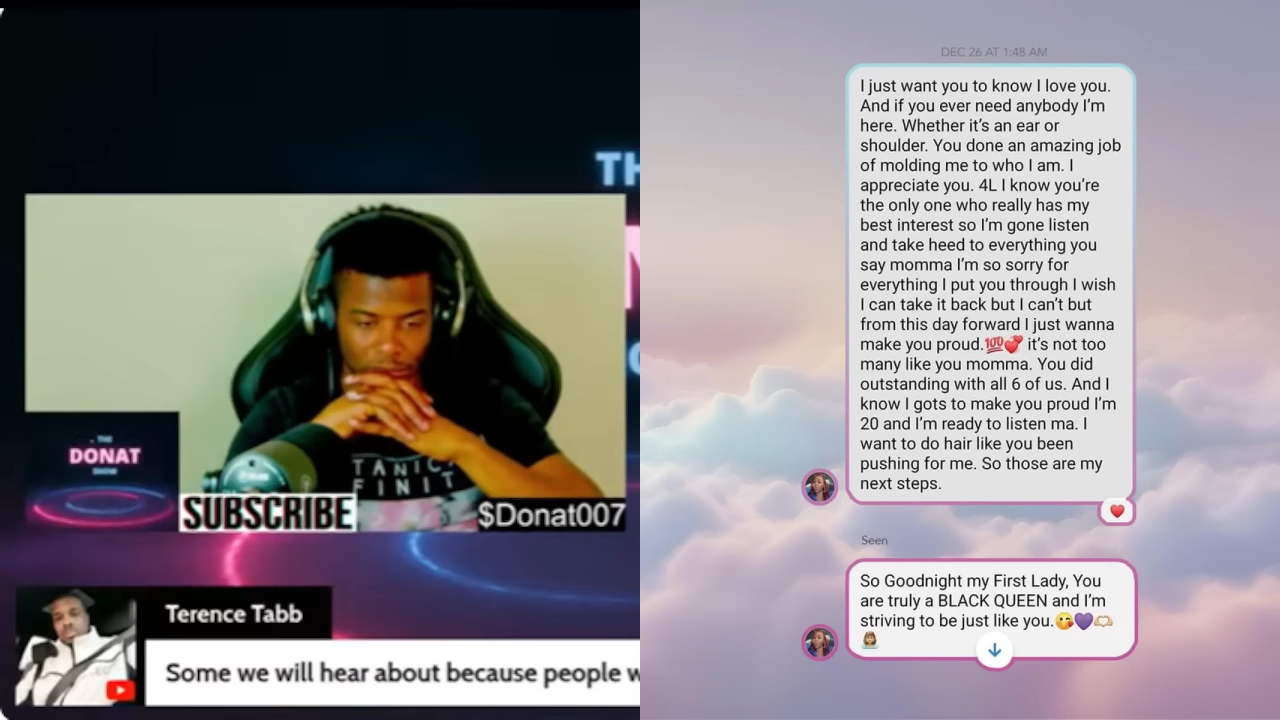 TH
THE
DONAT
SHOW
TANIC
FINIT
SUBSCRIBE
$Donat007
Terence Tabb
Some we will hear about because people w
DEC 26 AT 1:48 AM
I just want you to know I love you.
And if you ever need anybody I'm
here. Whether it's an ear or
shoulder. You done an amazing job
of molding me to who I am. I
appreciate you. 4L I know you're
the only one who really has my
best interest so I'm gone listen
and take heed to everything you
say momma I'm so sorry for
everything I put you through I wish
I can take it back but I can't but
from this day forward I just wanna
make you proud.💯💕 it's not too
many like you momma. You did
outstanding with all 6 of us. And I
know I gots to make you proud I'm
20 and I'm ready to listen ma. I
want to do hair like you been
pushing for me. So those are my
next steps.
Seen
So Goodnight my First Lady, You
are truly a BLACK QUEEN and I'm
striving to be just like you.😘💜🫶🏼